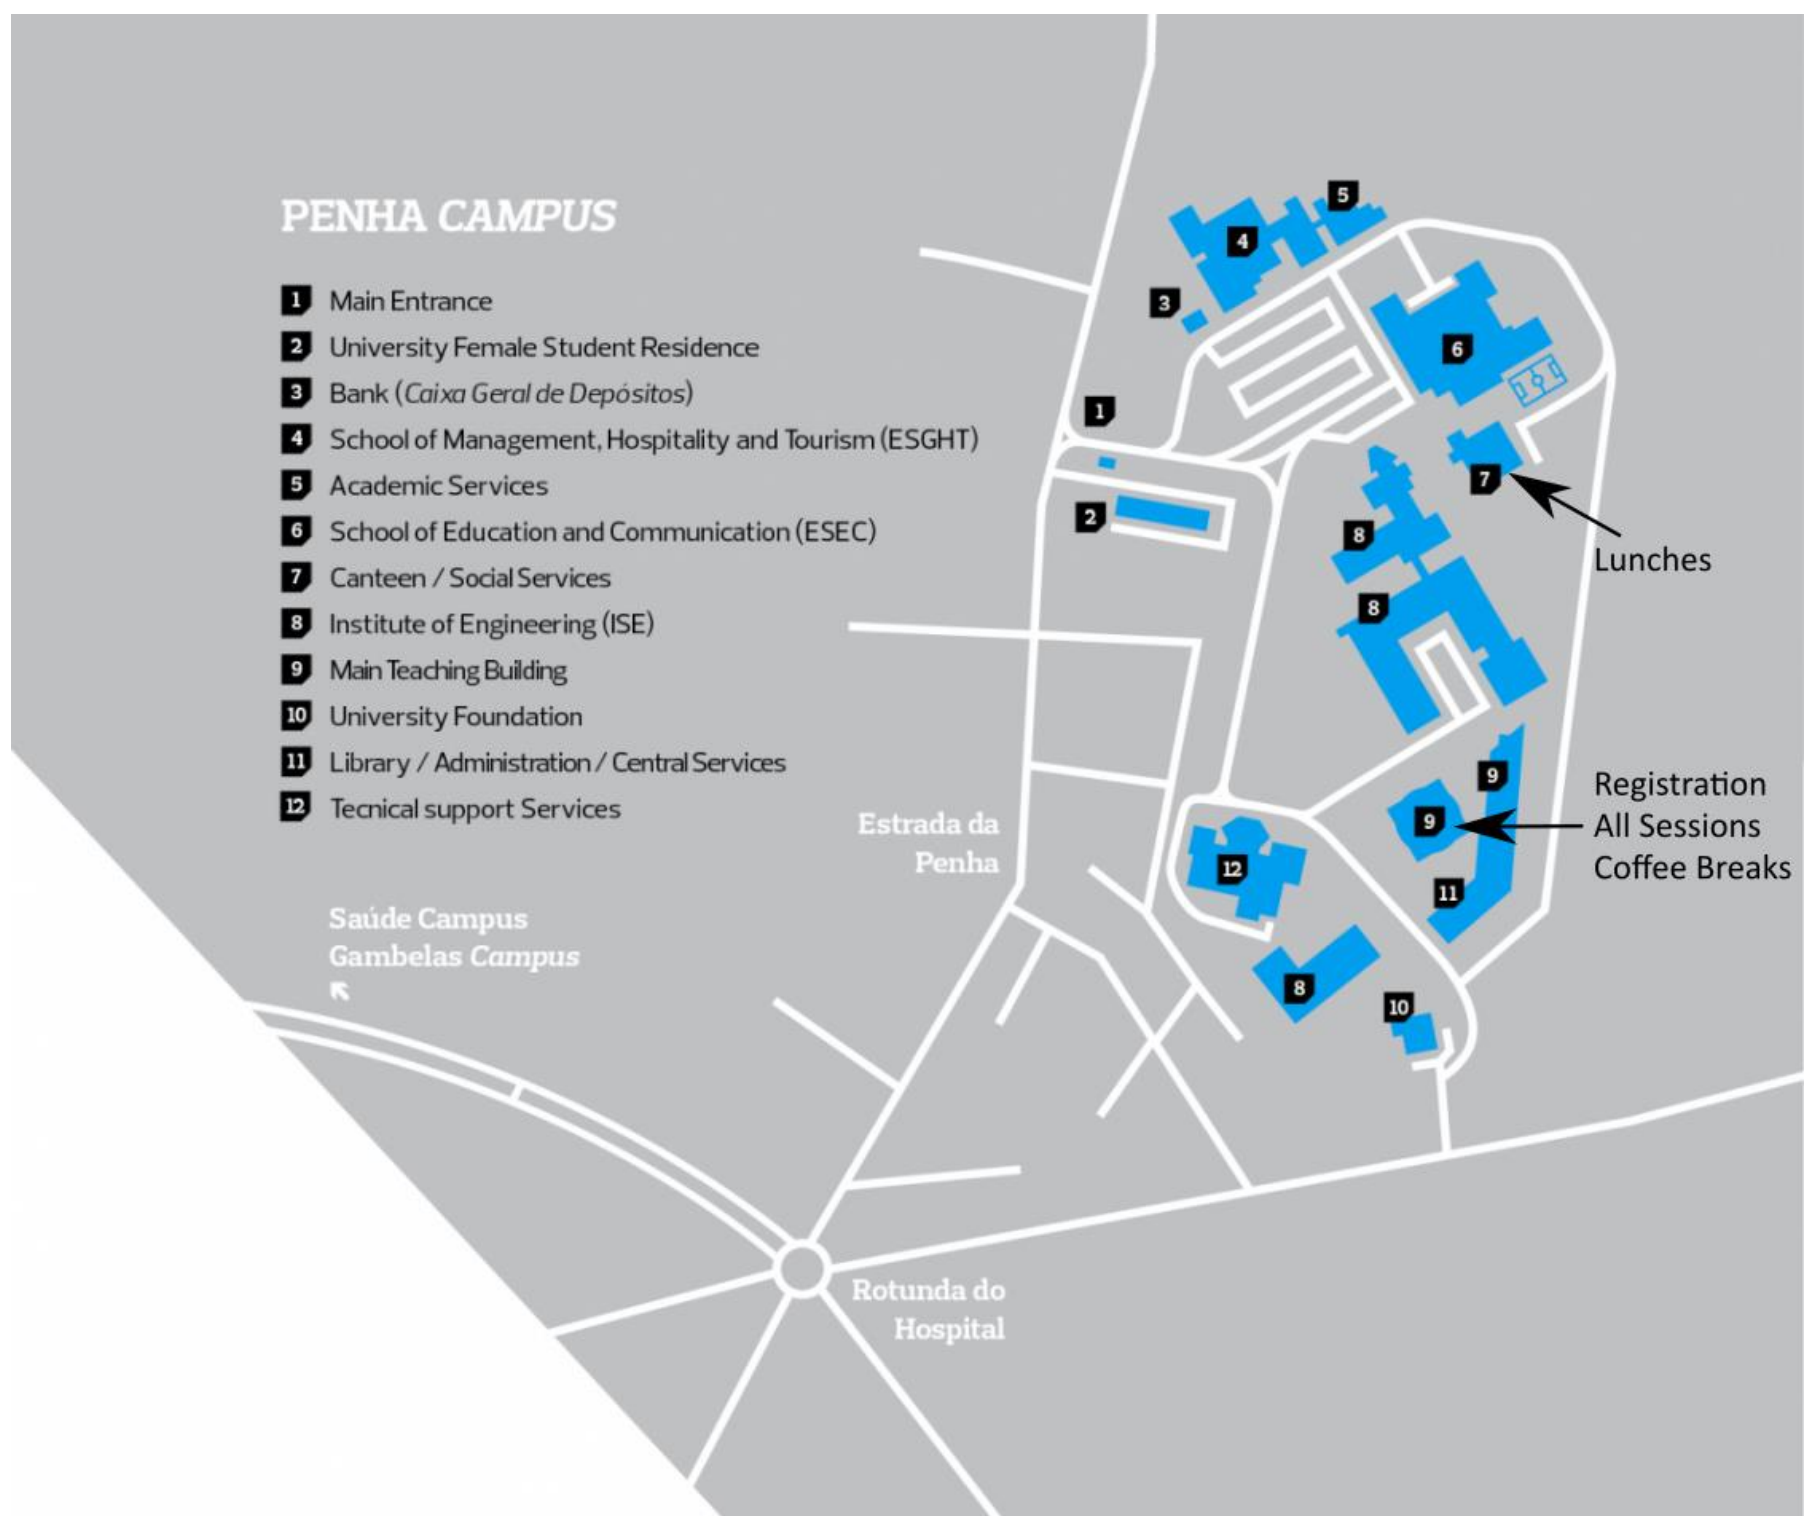 PENHA CAMPUS
1 Main Entrance
2 University Female Student Residence
3 Bank (Caixa Geral de Depósitos)
4 School of Management, Hospitality and Tourism (ESGHT)
5 Academic Services
6 School of Education and Communication (ESEC)
7 Canteen / Social Services
8 Institute of Engineering (ISE)
9 Main Teaching Building
10 University Foundation
11 Library / Administration / Central Services
12 Tecnical support Services
Saúde Campus
Gambelas Campus
5
4
3
6
1
7
2
8
Lunches
8
9
Registration
9
All Sessions
Coffee Breaks
Estrada da
Penha
12
11
8
10
Rotunda do
Hospital